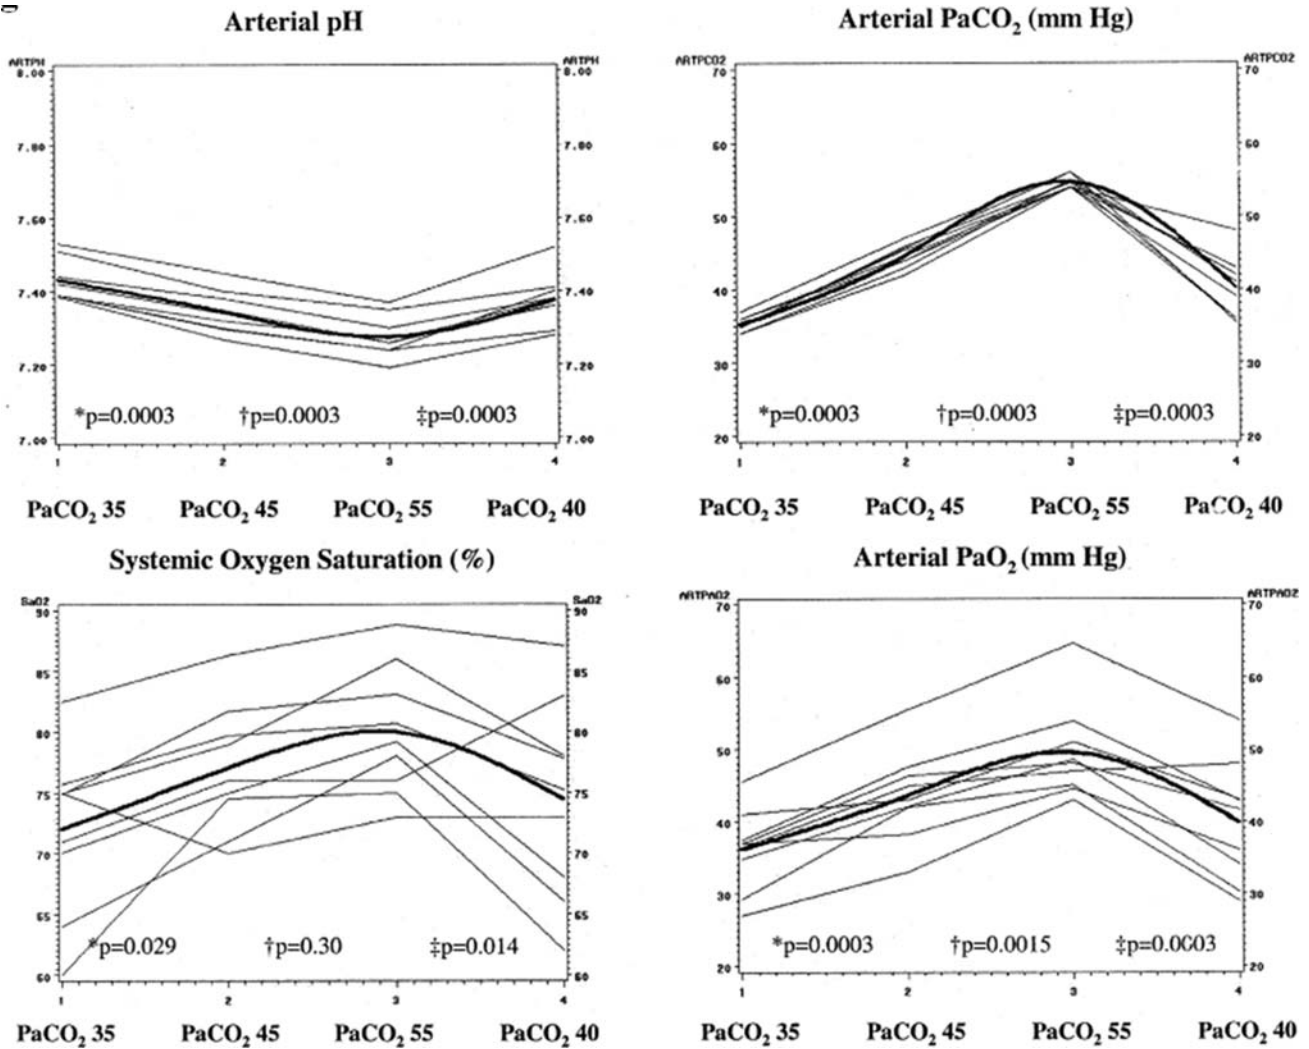 Arterial pH
ARTPH ARTPH
8.00 8.00
7.80 7.80
7.60 7.60
7.40 7.40
7.20 7.20
*p=0.0003 †p=0.0003 ‡p=0.0003
7.00 7.00
1 2 3 4
PaCO2 35 PaCO2 45 PaCO2 55 PaCO2 40
Arterial PaCO2 (mm Hg)
ARTPCO2 ARTPCO2
70 70
60 60
50 50
40 40
30 30
*p=0.0003 †p=0.0003 ‡p=0.0003
20 20
1 2 3 4
PaCO2 35 PaCO2 45 PaCO2 55 PaCO2 40
Systemic Oxygen Saturation (%)
SaO2 SaO2
90 90
85 85
80 80
75 75
70 70
65 65
*p=0.029 †p=0.30 ‡p=0.014
60 60
1 2 3 4
PaCO2 35 PaCO2 45 PaCO2 55 PaCO2 40
Arterial PaO2 (mm Hg)
ARTPAO2 ARTPAO2
70 70
60 60
50 50
40 40
30 30
*p=0.0003 †p=0.0015 ‡p=0.0003
20 20
1 2 3 4
PaCO2 35 PaCO2 45 PaCO2 55 PaCO2 40